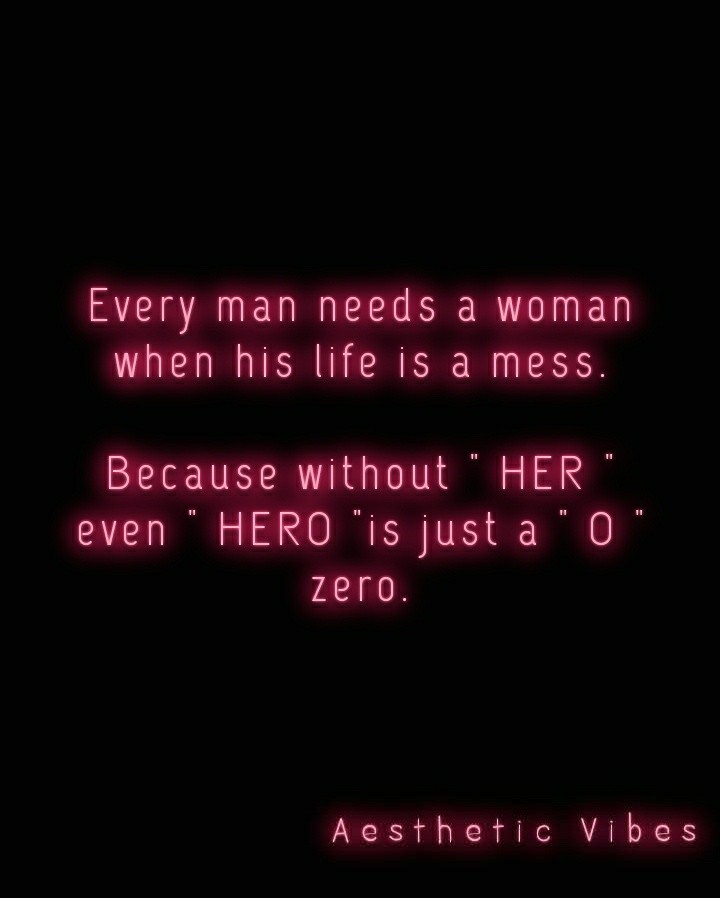 Every man needs a woman
when his life is a mess.
Because without " HER "
even " HERO "is just a " O "
zero.
Aesthetic Vibes